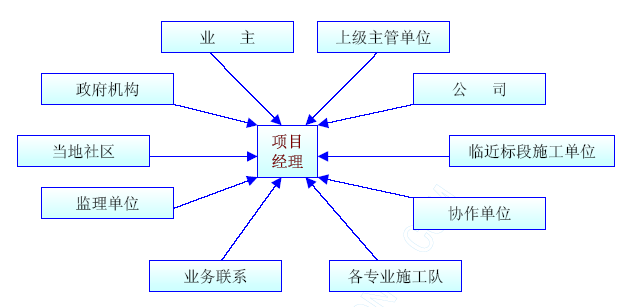 业 主
上级主管单位
政府机构
公 司
项目
经理
当地社区
临近标段施工单位
监理单位
协作单位
业务联系
各专业施工队